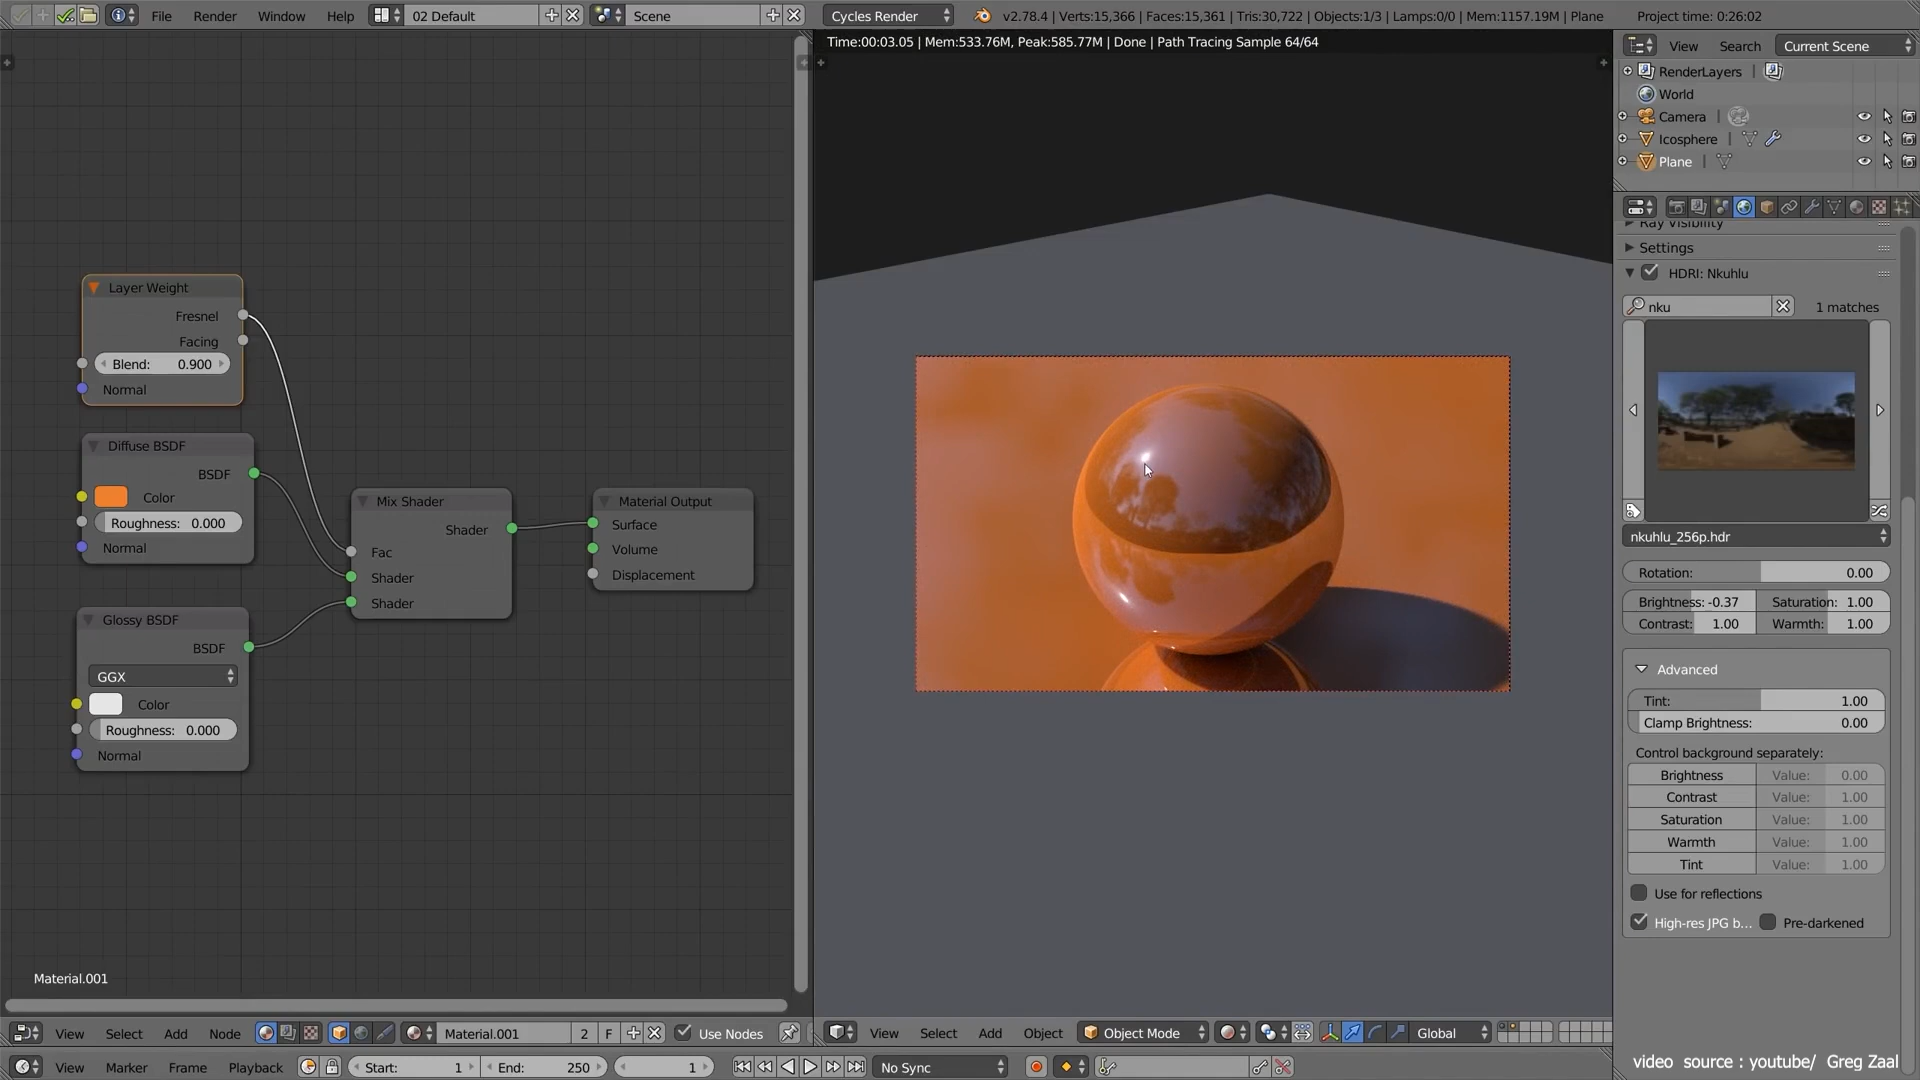 File Render Window Help 02 Default Scene Cycles Render v2.78.4 | Verts:15,366 | Faces:15,361 | Tris:30,722 | Objects:1/3 | Lamps:0/0 | Mem:1157.19M | Plane Project time: 0:26:02
Time:00:03.05 | Mem:533.76M, Peak:585.77M | Done | Path Tracing Sample 64/64
View Search Current Scene
RenderLayers
World
Camera
Icosphere
Plane
Ray Visibility
Settings
HDRI: Nkuhlu
nku 1 matches
nkuhlu_256p.hdr
Rotation: 0.00
Brightness: -0.37 Saturation: 1.00
Contrast: 1.00 Warmth: 1.00
Advanced
Tint: 1.00
Clamp Brightness: 0.00
Control background separately:
Brightness Value: 0.00
Contrast Value: 1.00
Saturation Value: 1.00
Warmth Value: 1.00
Tint Value: 1.00
Use for reflections
High-res JPG b... Pre-darkened
Layer Weight
Fresnel
Facing
Blend: 0.900
Normal
Diffuse BSDF
BSDF
Color
Roughness: 0.000
Normal
Glossy BSDF
BSDF
GGX
Color
Roughness: 0.000
Normal
Mix Shader
Shader
Fac
Shader
Shader
Material Output
Surface
Volume
Displacement
Material.001
View Select Add Node Material.001 2 F Use Nodes
View Select Add Object Object Mode Global
View Marker Frame Playback Start: 1 End: 250 1 No Sync
video source : youtube/ Greg Zaal